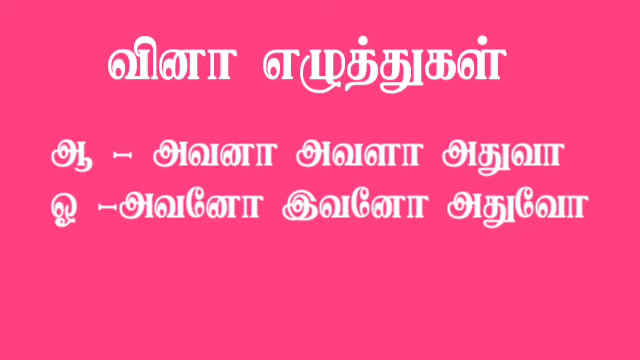 வினா எழுத்துகள்
ஆ - அவனா அவளா அதுவா
ஓ -அவனோ இவனோ அதுவோ